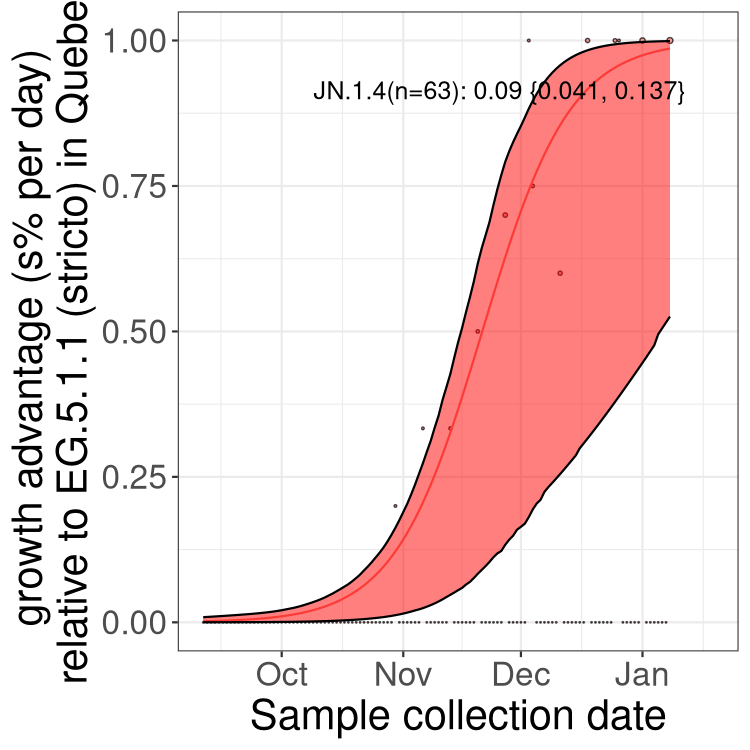 growth advantage (s% per day)
relative to EG.5.1.1 (stricto) in Quebe
1.00
0.75
0.50
0.25
0.00
JN.1.4(n=63): 0.09 {0.041, 0.137}
Oct Nov Dec Jan
Sample collection date